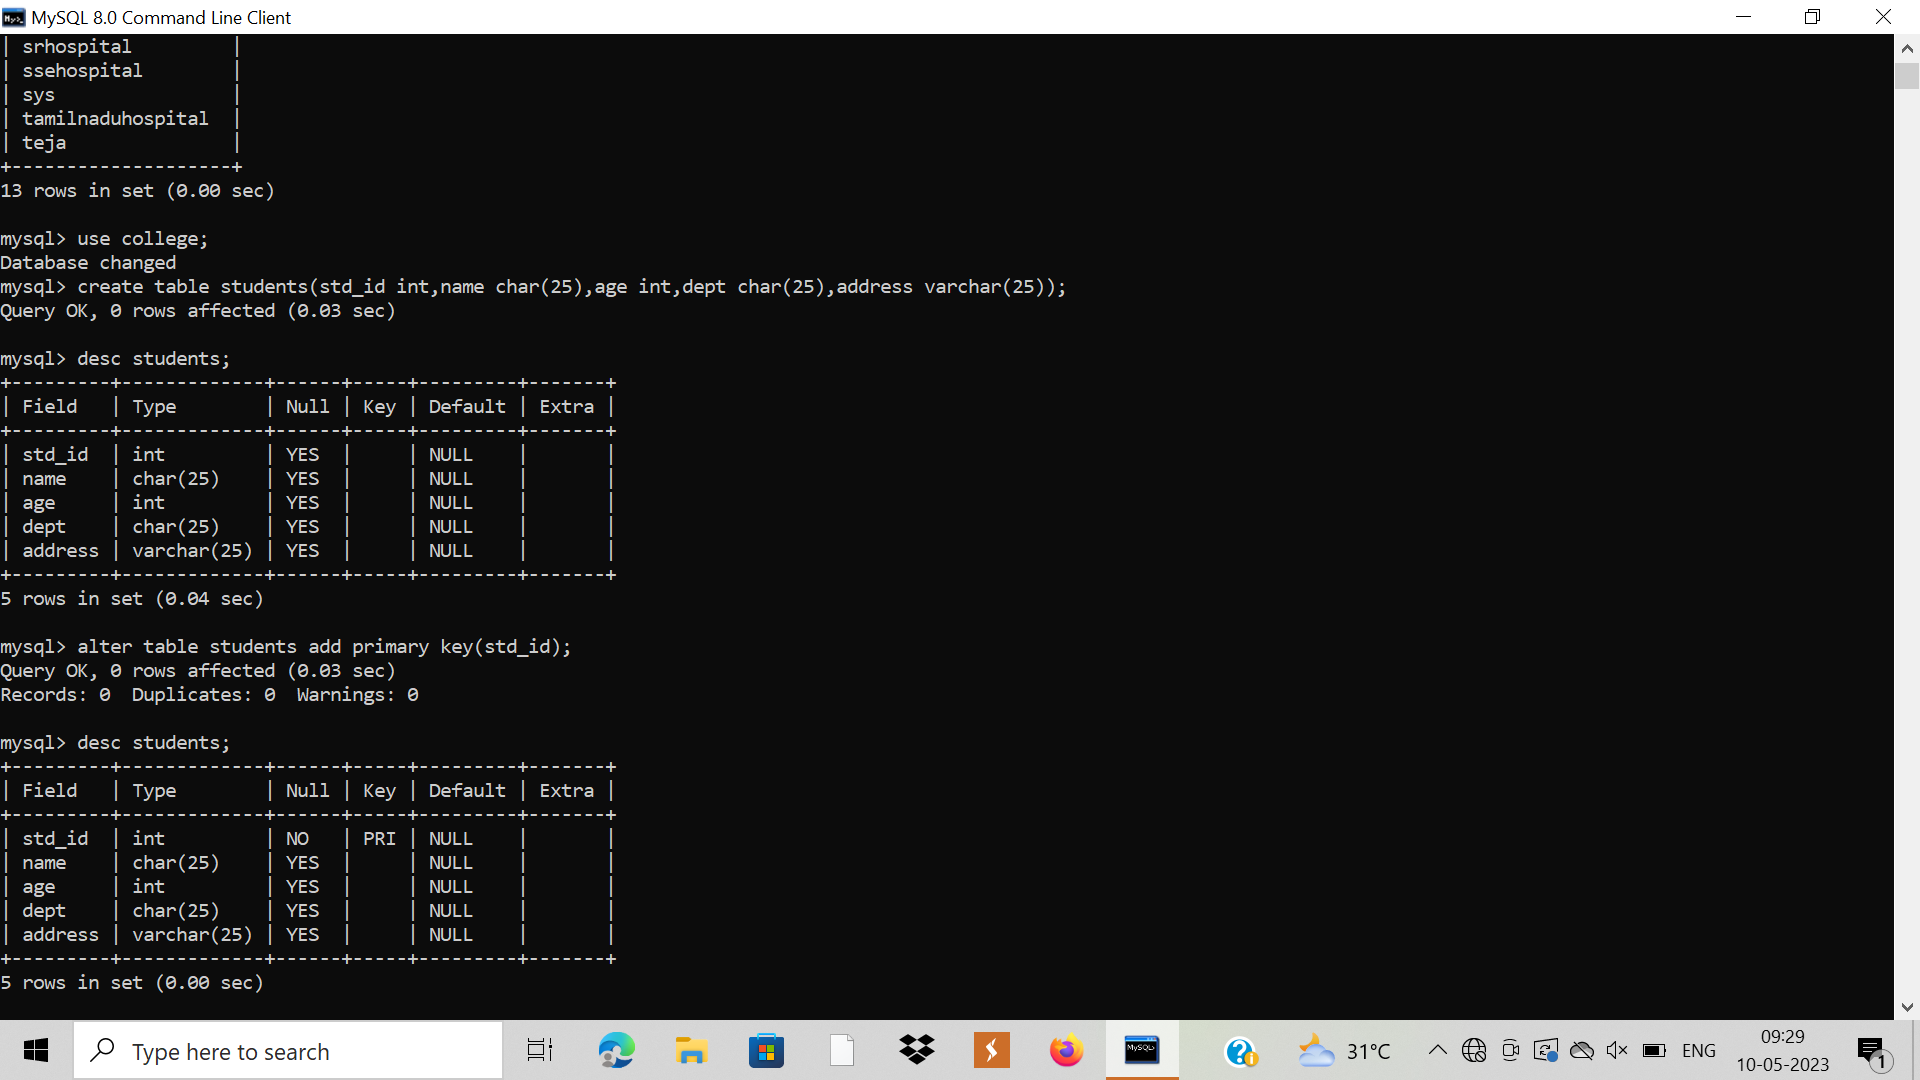 MySQL 8.0 Command Line Client
| srhospital         |
| ssehospital        |
| sys                |
| tamilnaduhospital  |
| teja               |
+--------------------+
13 rows in set (0.00 sec)

mysql> use college;
Database changed
mysql> create table students(std_id int,name char(25),age int,dept char(25),address varchar(25));
Query OK, 0 rows affected (0.03 sec)

mysql> desc students;
+---------+-------------+------+-----+---------+-------+
| Field   | Type        | Null | Key | Default | Extra |
+---------+-------------+------+-----+---------+-------+
| std_id  | int         | YES  |     | NULL    |       |
| name    | char(25)    | YES  |     | NULL    |       |
| age     | int         | YES  |     | NULL    |       |
| dept    | char(25)    | YES  |     | NULL    |       |
| address | varchar(25) | YES  |     | NULL    |       |
+---------+-------------+------+-----+---------+-------+
5 rows in set (0.04 sec)

mysql> alter table students add primary key(std_id);
Query OK, 0 rows affected (0.03 sec)
Records: 0  Duplicates: 0  Warnings: 0

mysql> desc students;
+---------+-------------+------+-----+---------+-------+
| Field   | Type        | Null | Key | Default | Extra |
+---------+-------------+------+-----+---------+-------+
| std_id  | int         | NO   | PRI | NULL    |       |
| name    | char(25)    | YES  |     | NULL    |       |
| age     | int         | YES  |     | NULL    |       |
| dept    | char(25)    | YES  |     | NULL    |       |
| address | varchar(25) | YES  |     | NULL    |       |
+---------+-------------+------+-----+---------+-------+
5 rows in set (0.00 sec)
Type here to search
MySQL>
31°C
ENG
09:29
10-05-2023
1